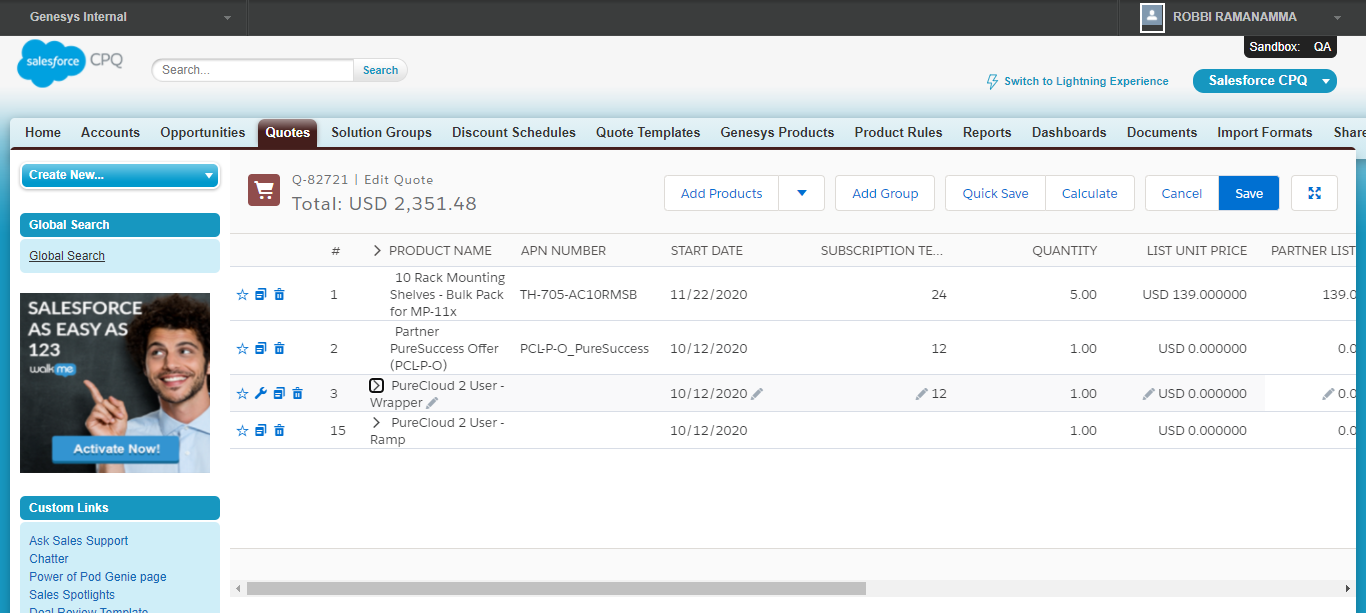 Genesys Internal
ROBBI RAMANAMMA
Sandbox: QA
salesforce CPQ
Search...
Search
Switch to Lightning Experience
Salesforce CPQ
Home Accounts Opportunities Quotes Solution Groups Discount Schedules Quote Templates Genesys Products Product Rules Reports Dashboards Documents Import Formats Share
Create New...
Global Search
Global Search
SALESFORCE
AS EASY AS
123
walkme
Activate Now!
Custom Links
Ask Sales Support
Chatter
Power of Pod Genie page
Sales Spotlights
Deal Review Template
Q-82721 | Edit Quote
Total: USD 2,351.48
Add Products
Add Group
Quick Save
Calculate
Cancel
Save
# PRODUCT NAME APN NUMBER START DATE SUBSCRIPTION TE... QUANTITY LIST UNIT PRICE PARTNER LIST
10 Rack Mounting
1 Shelves - Bulk Pack TH-705-AC10RMSB 11/22/2020 24 5.00 USD 139.000000 139.0
for MP-11x
Partner
2 PureSuccess Offer PCL-P-O_PureSuccess 10/12/2020 12 1.00 USD 0.000000 0.0
(PCL-P-O)
PureCloud 2 User -
3 10/12/2020 12 1.00 USD 0.000000 0.0
Wrapper
PureCloud 2 User -
15 10/12/2020 1.00 USD 0.000000 0.0
Ramp